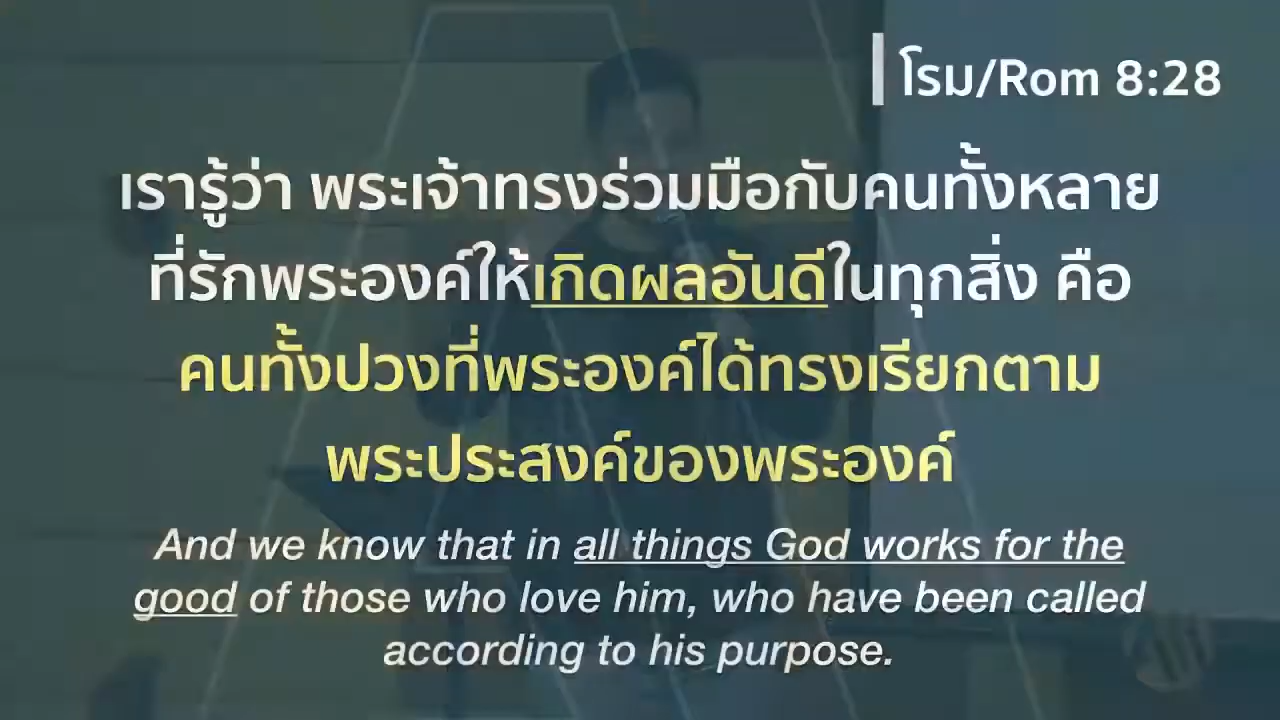 โรม/Rom 8:28
เรารู้ว่า พระเจ้าทรงร่วมมือกับคนทั้งหลาย
ที่รักพระองค์ให้เกิดผลอันดีในทุกสิ่ง คือ
คนทั้งปวงที่พระองค์ได้ทรงเรียกตาม
พระประสงค์ของพระองค์
And we know that in all things God works for the
good of those who love him, who have been called
according to his purpose.